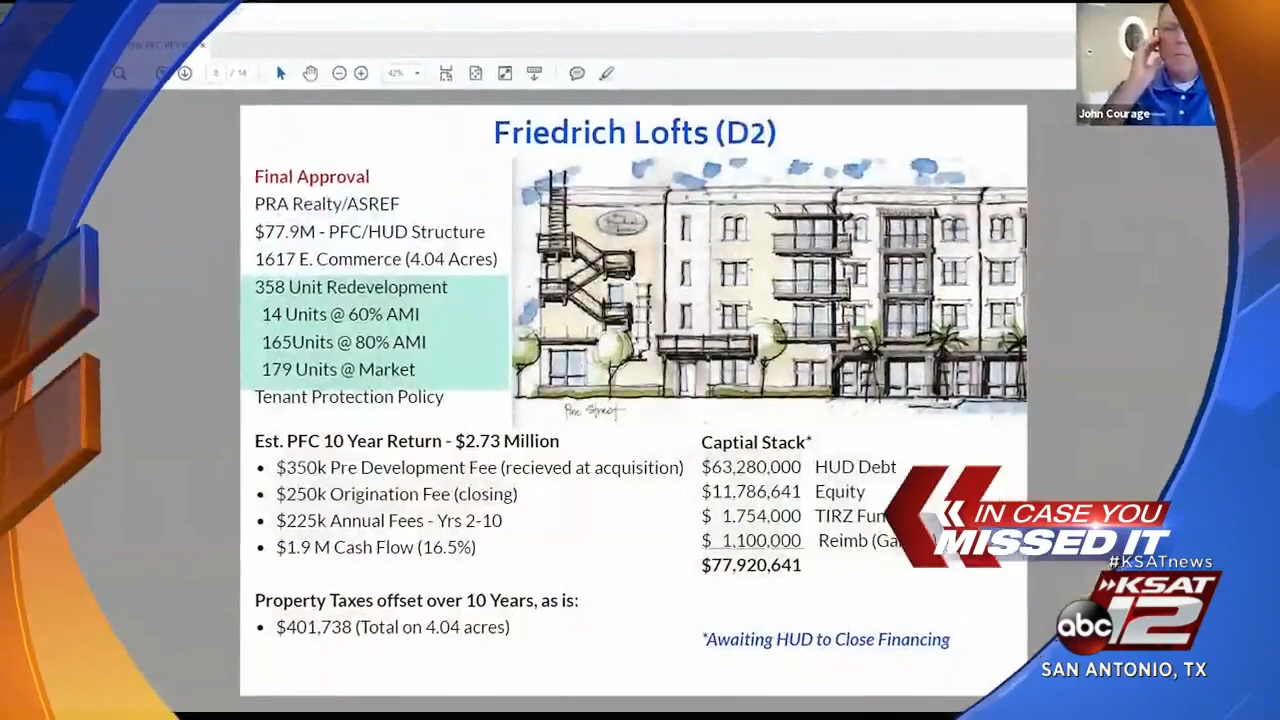 8 / 14
42%
John Courage
Friedrich Lofts (D2)
Final Approval
PRA Realty/ASREF
$77.9M - PFC/HUD Structure
1617 E. Commerce (4.04 Acres)
358 Unit Redevelopment
14 Units @ 60% AMI
165Units @ 80% AMI
179 Units @ Market
Tenant Protection Policy
Pine Street
Est. PFC 10 Year Return - $2.73 Million
• $350k Pre Development Fee (recieved at acquisition)
• $250k Origination Fee (closing)
• $225k Annual Fees - Yrs 2-10
• $1.9 M Cash Flow (16.5%)
Property Taxes offset over 10 Years, as is:
• $401,738 (Total on 4.04 acres)
Captial Stack*
$63,280,000 HUD Debt
$11,786,641 Equity
$ 1,754,000 TIRZ
$ 1,100,000 Reimb
$77,920,641
*Awaiting HUD to Close Financing
IN CASE YOU
MISSED IT
#KSATnews
KSAT
abc 12
SAN ANTONIO, TX